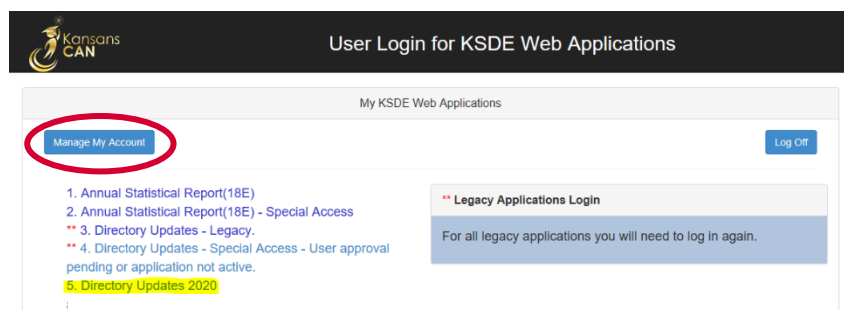 Kansans
CAN
User Login for KSDE Web Applications
My KSDE Web Applications
Manage My Account
Log Off
1. Annual Statistical Report(18E)
2. Annual Statistical Report(18E) - Special Access
** 3. Directory Updates - Legacy.
** 4. Directory Updates - Special Access - User approval
pending or application not active.
5. Directory Updates 2020
** Legacy Applications Login
For all legacy applications you will need to log in again.